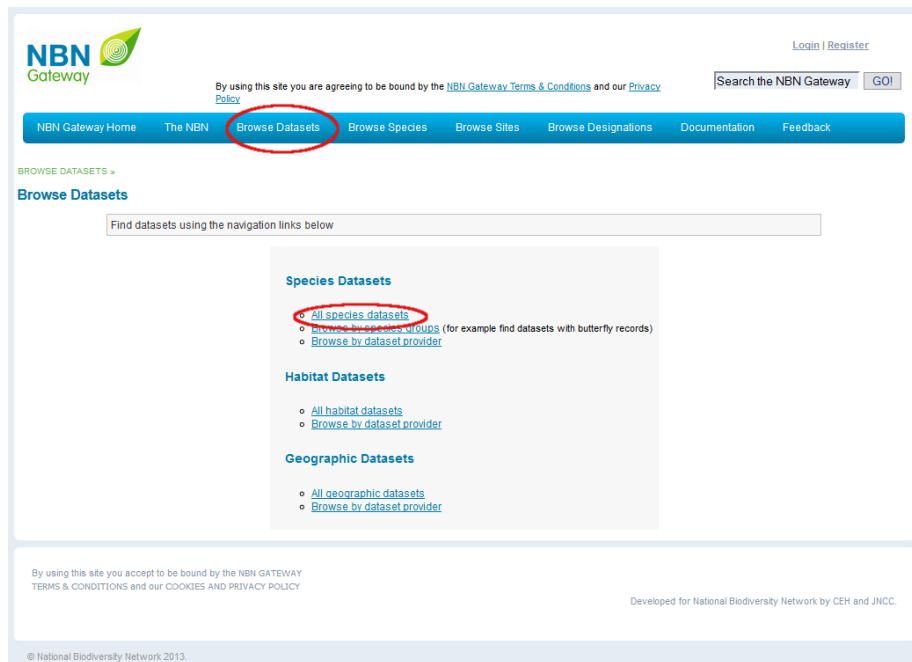 NBN
Gateway
Login | Register
By using this site you are agreeing to be bound by the NBN Gateway Terms & Conditions and our Privacy
Policy
Search the NBN Gateway GO!
NBN Gateway Home The NBN Browse Datasets Browse Species Browse Sites Browse Designations Documentation Feedback
BROWSE DATASETS »
Browse Datasets
Find datasets using the navigation links below
Species Datasets
All species datasets
Browse by species groups (for example find datasets with butterfly records)
Browse by dataset provider
Habitat Datasets
All habitat datasets
Browse by dataset provider
Geographic Datasets
All geographic datasets
Browse by dataset provider
By using this site you accept to be bound by the NBN GATEWAY
TERMS & CONDITIONS and our COOKIES AND PRIVACY POLICY
Developed for National Biodiversity Network by CEH and JNCC.
© National Biodiversity Network 2013.